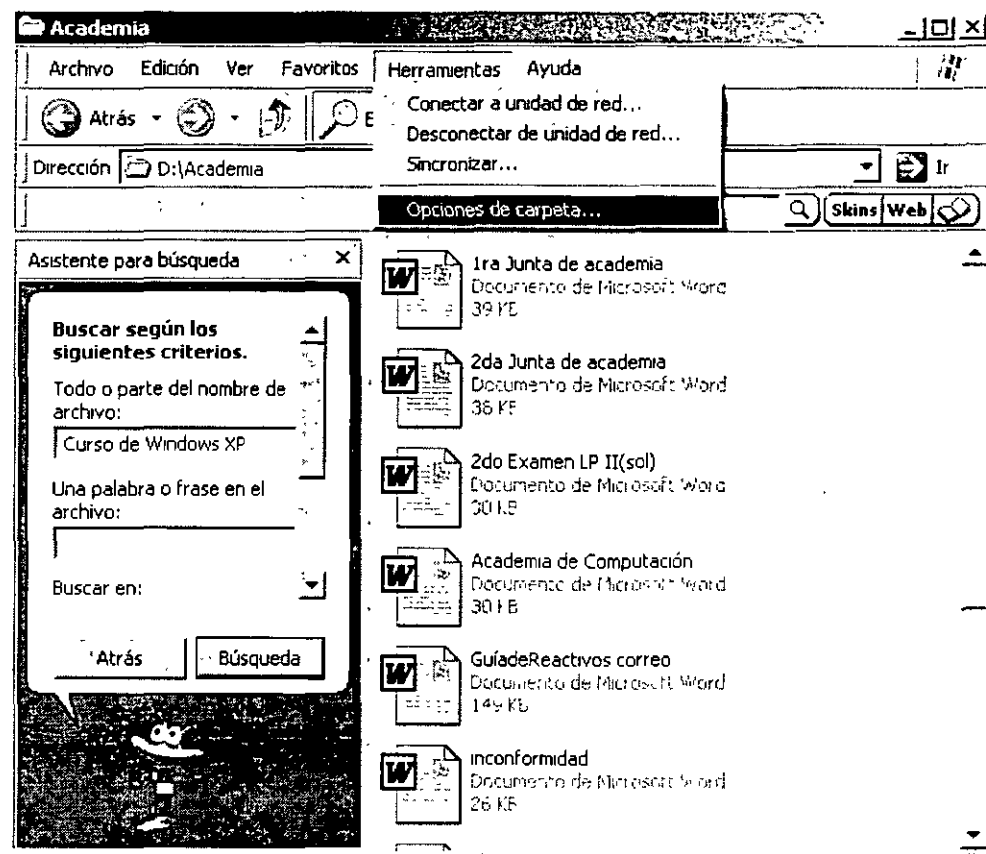 Academia
Archivo Edición Ver Favoritos Herramientas Ayuda
Atrás
Conectar a unidad de red...
Desconectar de unidad de red...
Sincronizar...
Opciones de carpeta...
Dirección D:\Academia Ir
Skins Web
Asistente para búsqueda
Buscar según los
siguientes criterios.
Todo o parte del nombre de
archivo:
Curso de Windows XP
Una palabra o frase en el
archivo:
Buscar en:
Atrás Búsqueda
1ra Junta de academia
Documento de Microsoft Word
39 KB
2da Junta de academia
Documento de Microsoft Word
36 KB
2do Examen LP II(sol)
Documento de Microsoft Word
30 KB
Academia de Computación
Documento de Microsoft Word
30 KB
GuíadeReactivos correo
Documento de Microsoft Word
149 KB
inconformidad
Documento de Microsoft Word
26 KB